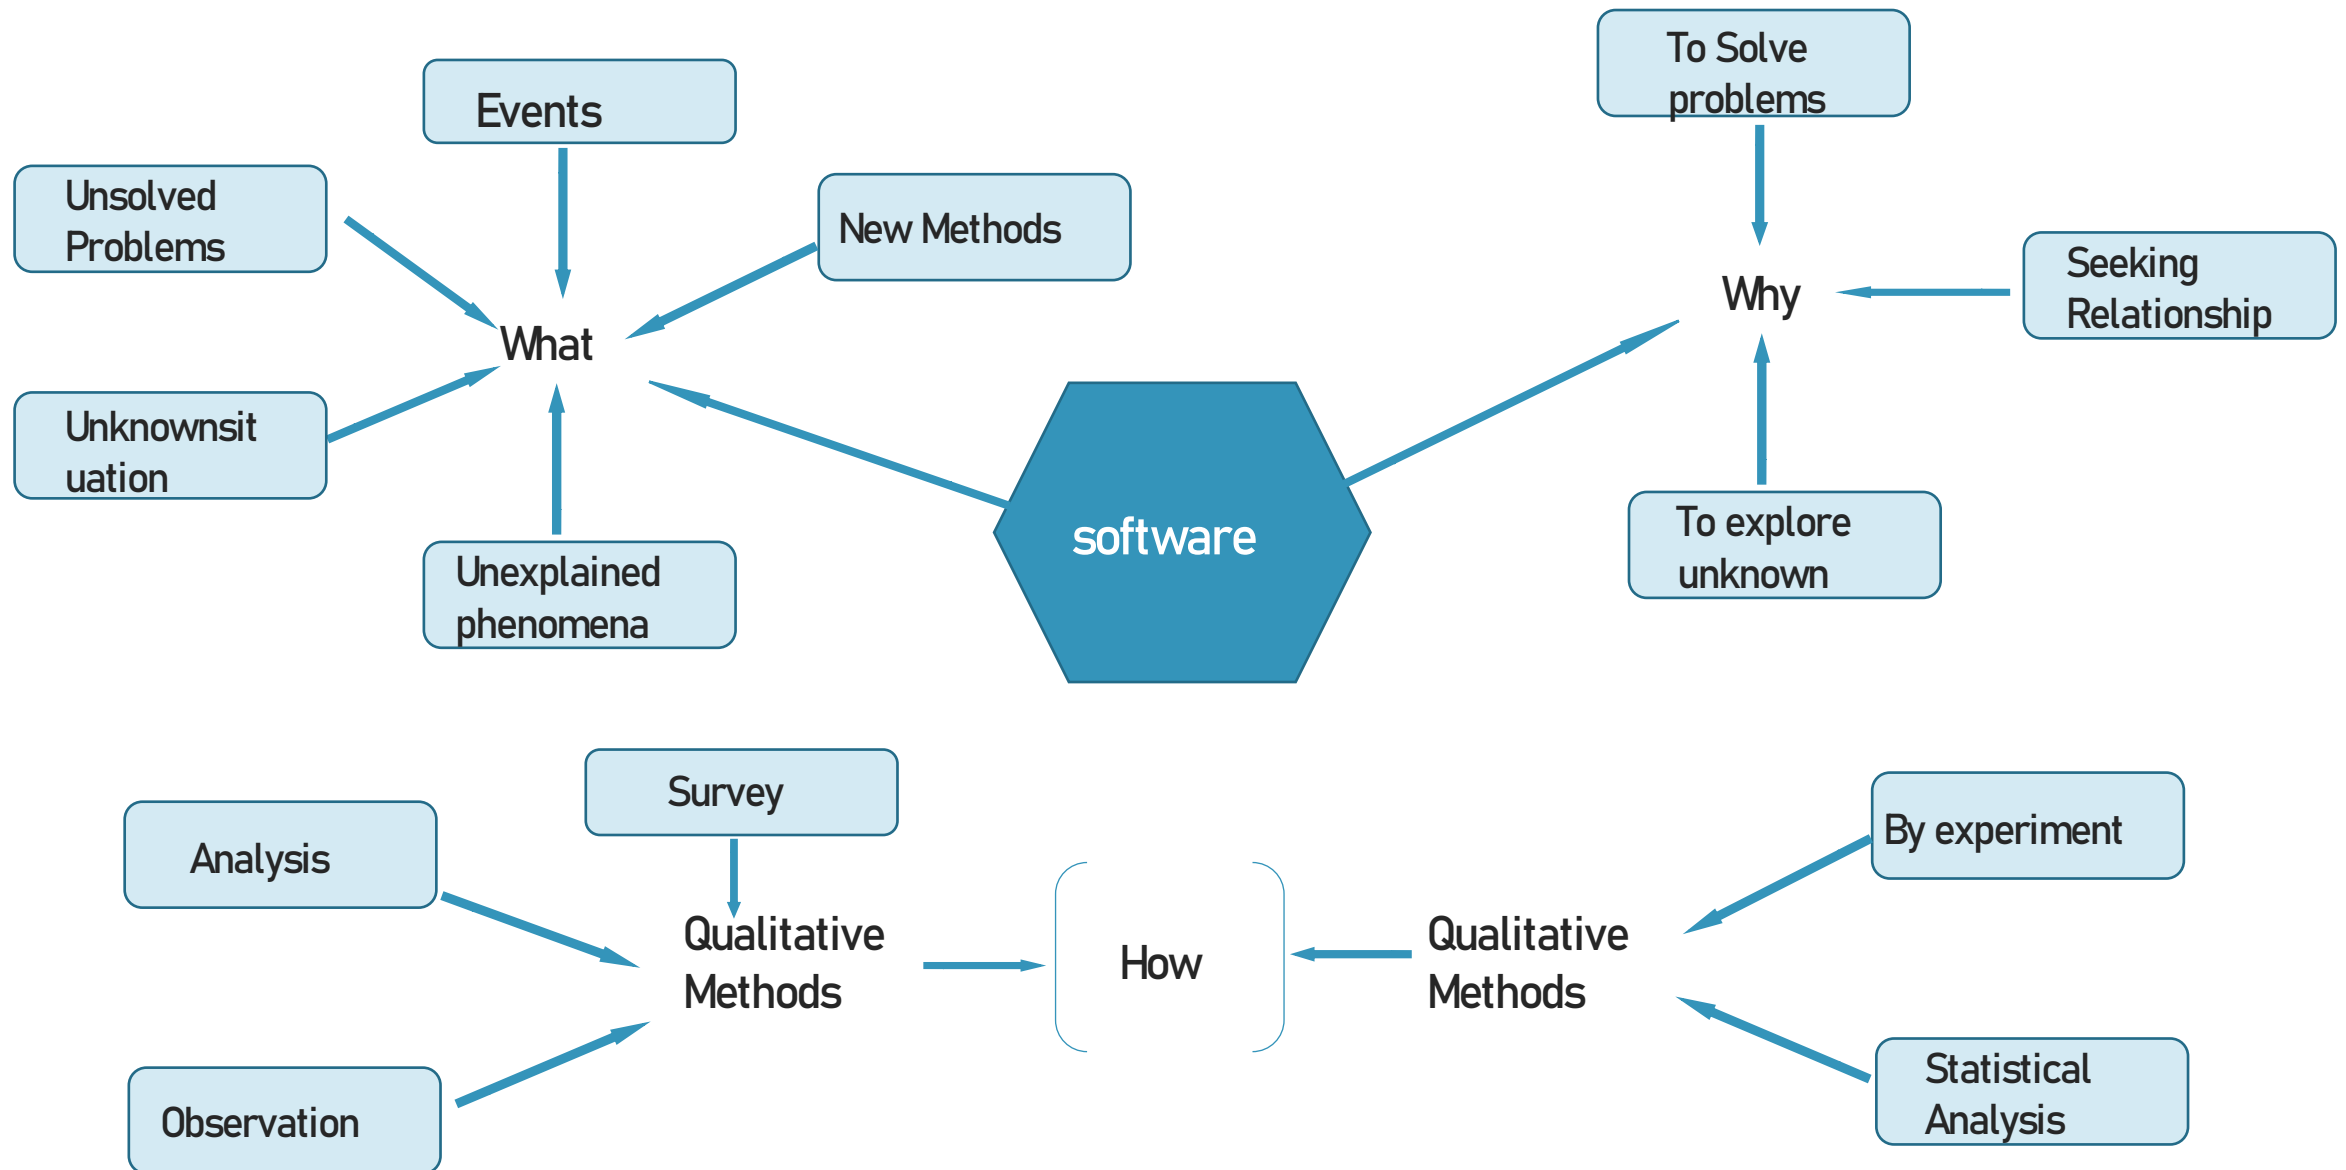 Events
Unsolved
Problems
New Methods
What
Unknownsit
uation
Unexplained
phenomena
software
To Solve
problems
Why
Seeking
Relationship
To explore
unknown
Survey
Analysis
Qualitative
Methods
Observation
How
Qualitative
Methods
By experiment
Statistical
Analysis